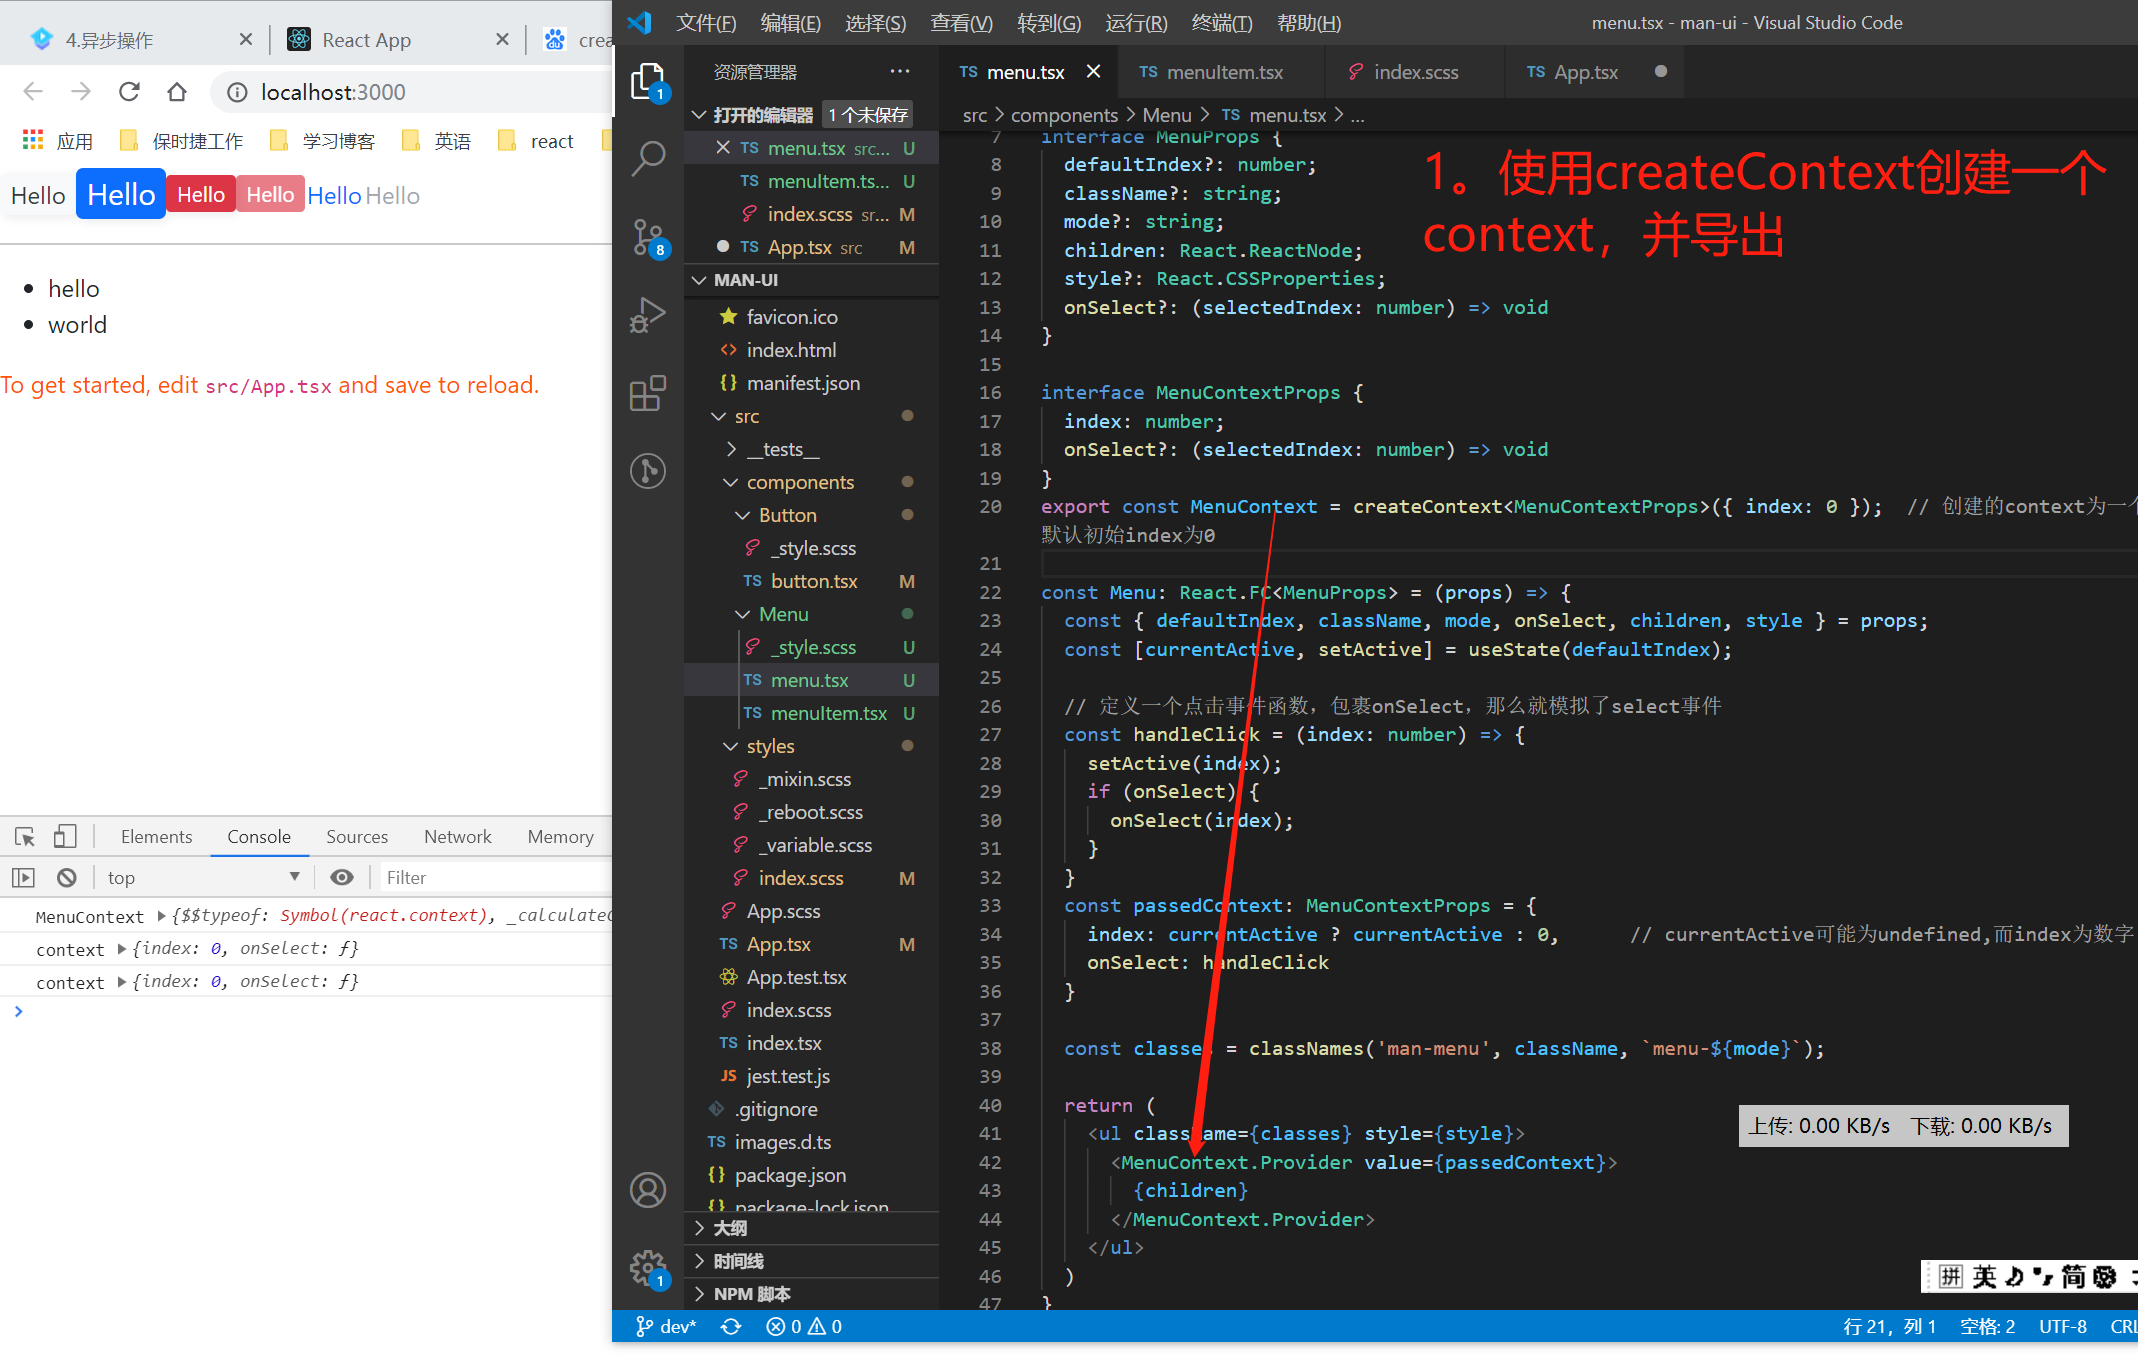 4.异步操作
React App
crea
localhost:3000
应用
保时捷工作
学习博客
英语
react
Hello
Hello
Hello
Hello
Hello
Hello
hello
world
To get started, edit src/App.tsx and save to reload.
Elements
Console
Sources
Network
Memory
top
Filter
MenuContext {$$typeof: Symbol(react.context), _calculate
context {index: 0, onSelect: ƒ}
context {index: 0, onSelect: ƒ}
文件(F)
编辑(E)
选择(S)
查看(V)
转到(G)
运行(R)
终端(T)
帮助(H)
menu.tsx - man-ui - Visual Studio Code
1
8
1
资源管理器
打开的编辑器
1 个未保存
TS menu.tsx src... U
TS menuItem.ts... U
index.scss sr... M
TS App.tsx src M
MAN-UI
favicon.ico
index.html
manifest.json
src
__tests__
components
Button
_style.scss
TS button.tsx M
Menu
_style.scss U
TS menu.tsx U
TS menuItem.tsx U
styles
_mixin.scss
_reboot.scss
_variable.scss
index.scss M
App.scss
TS App.tsx M
App.test.tsx
index.scss
TS index.tsx
JS jest.test.js
.gitignore
TS images.d.ts
package.json
package-lock.json
大纲
时间线
NPM 脚本
TS menu.tsx
TS menuItem.tsx
index.scss
TS App.tsx
src > components > Menu > TS menu.tsx > ...
1。使用createContext创建一个
context，并导出
7 interface MenuProps {
8 defaultIndex?: number;
9 className?: string;
10 mode?: string;
11 children: React.ReactNode;
12 style?: React.CSSProperties;
13 onSelect?: (selectedIndex: number) => void
14 }
15
16 interface MenuContextProps {
17 index: number;
18 onSelect?: (selectedIndex: number) => void
19 }
20 export const MenuContext = createContext<MenuContextProps>({ index: 0 }); // 创建的context为一个
默认初始index为0
21
22 const Menu: React.FC<MenuProps> = (props) => {
23 const { defaultIndex, className, mode, onSelect, children, style } = props;
24 const [currentActive, setActive] = useState(defaultIndex);
25
26 // 定义一个点击事件函数，包裹onSelect，那么就模拟了select事件
27 const handleClick = (index: number) => {
28 setActive(index);
29 if (onSelect) {
30 onSelect(index);
31 }
32 }
33 const passedContext: MenuContextProps = {
34 index: currentActive ? currentActive : 0, // currentActive可能为undefined,而index为数字
35 onSelect: handleClick
36 }
37
38 const classes = classNames('man-menu', className, `menu-${mode}`);
39
40 return (
41 <ul className={classes} style={style}>
42 <MenuContext.Provider value={passedContext}>
43 {children}
44 </MenuContext.Provider>
45 </ul>
46 )
47 }
上传: 0.00 KB/s 下载: 0.00 KB/s
拼 英 简
dev* 0 0
行 21，列 1
空格: 2
UTF-8
CRL